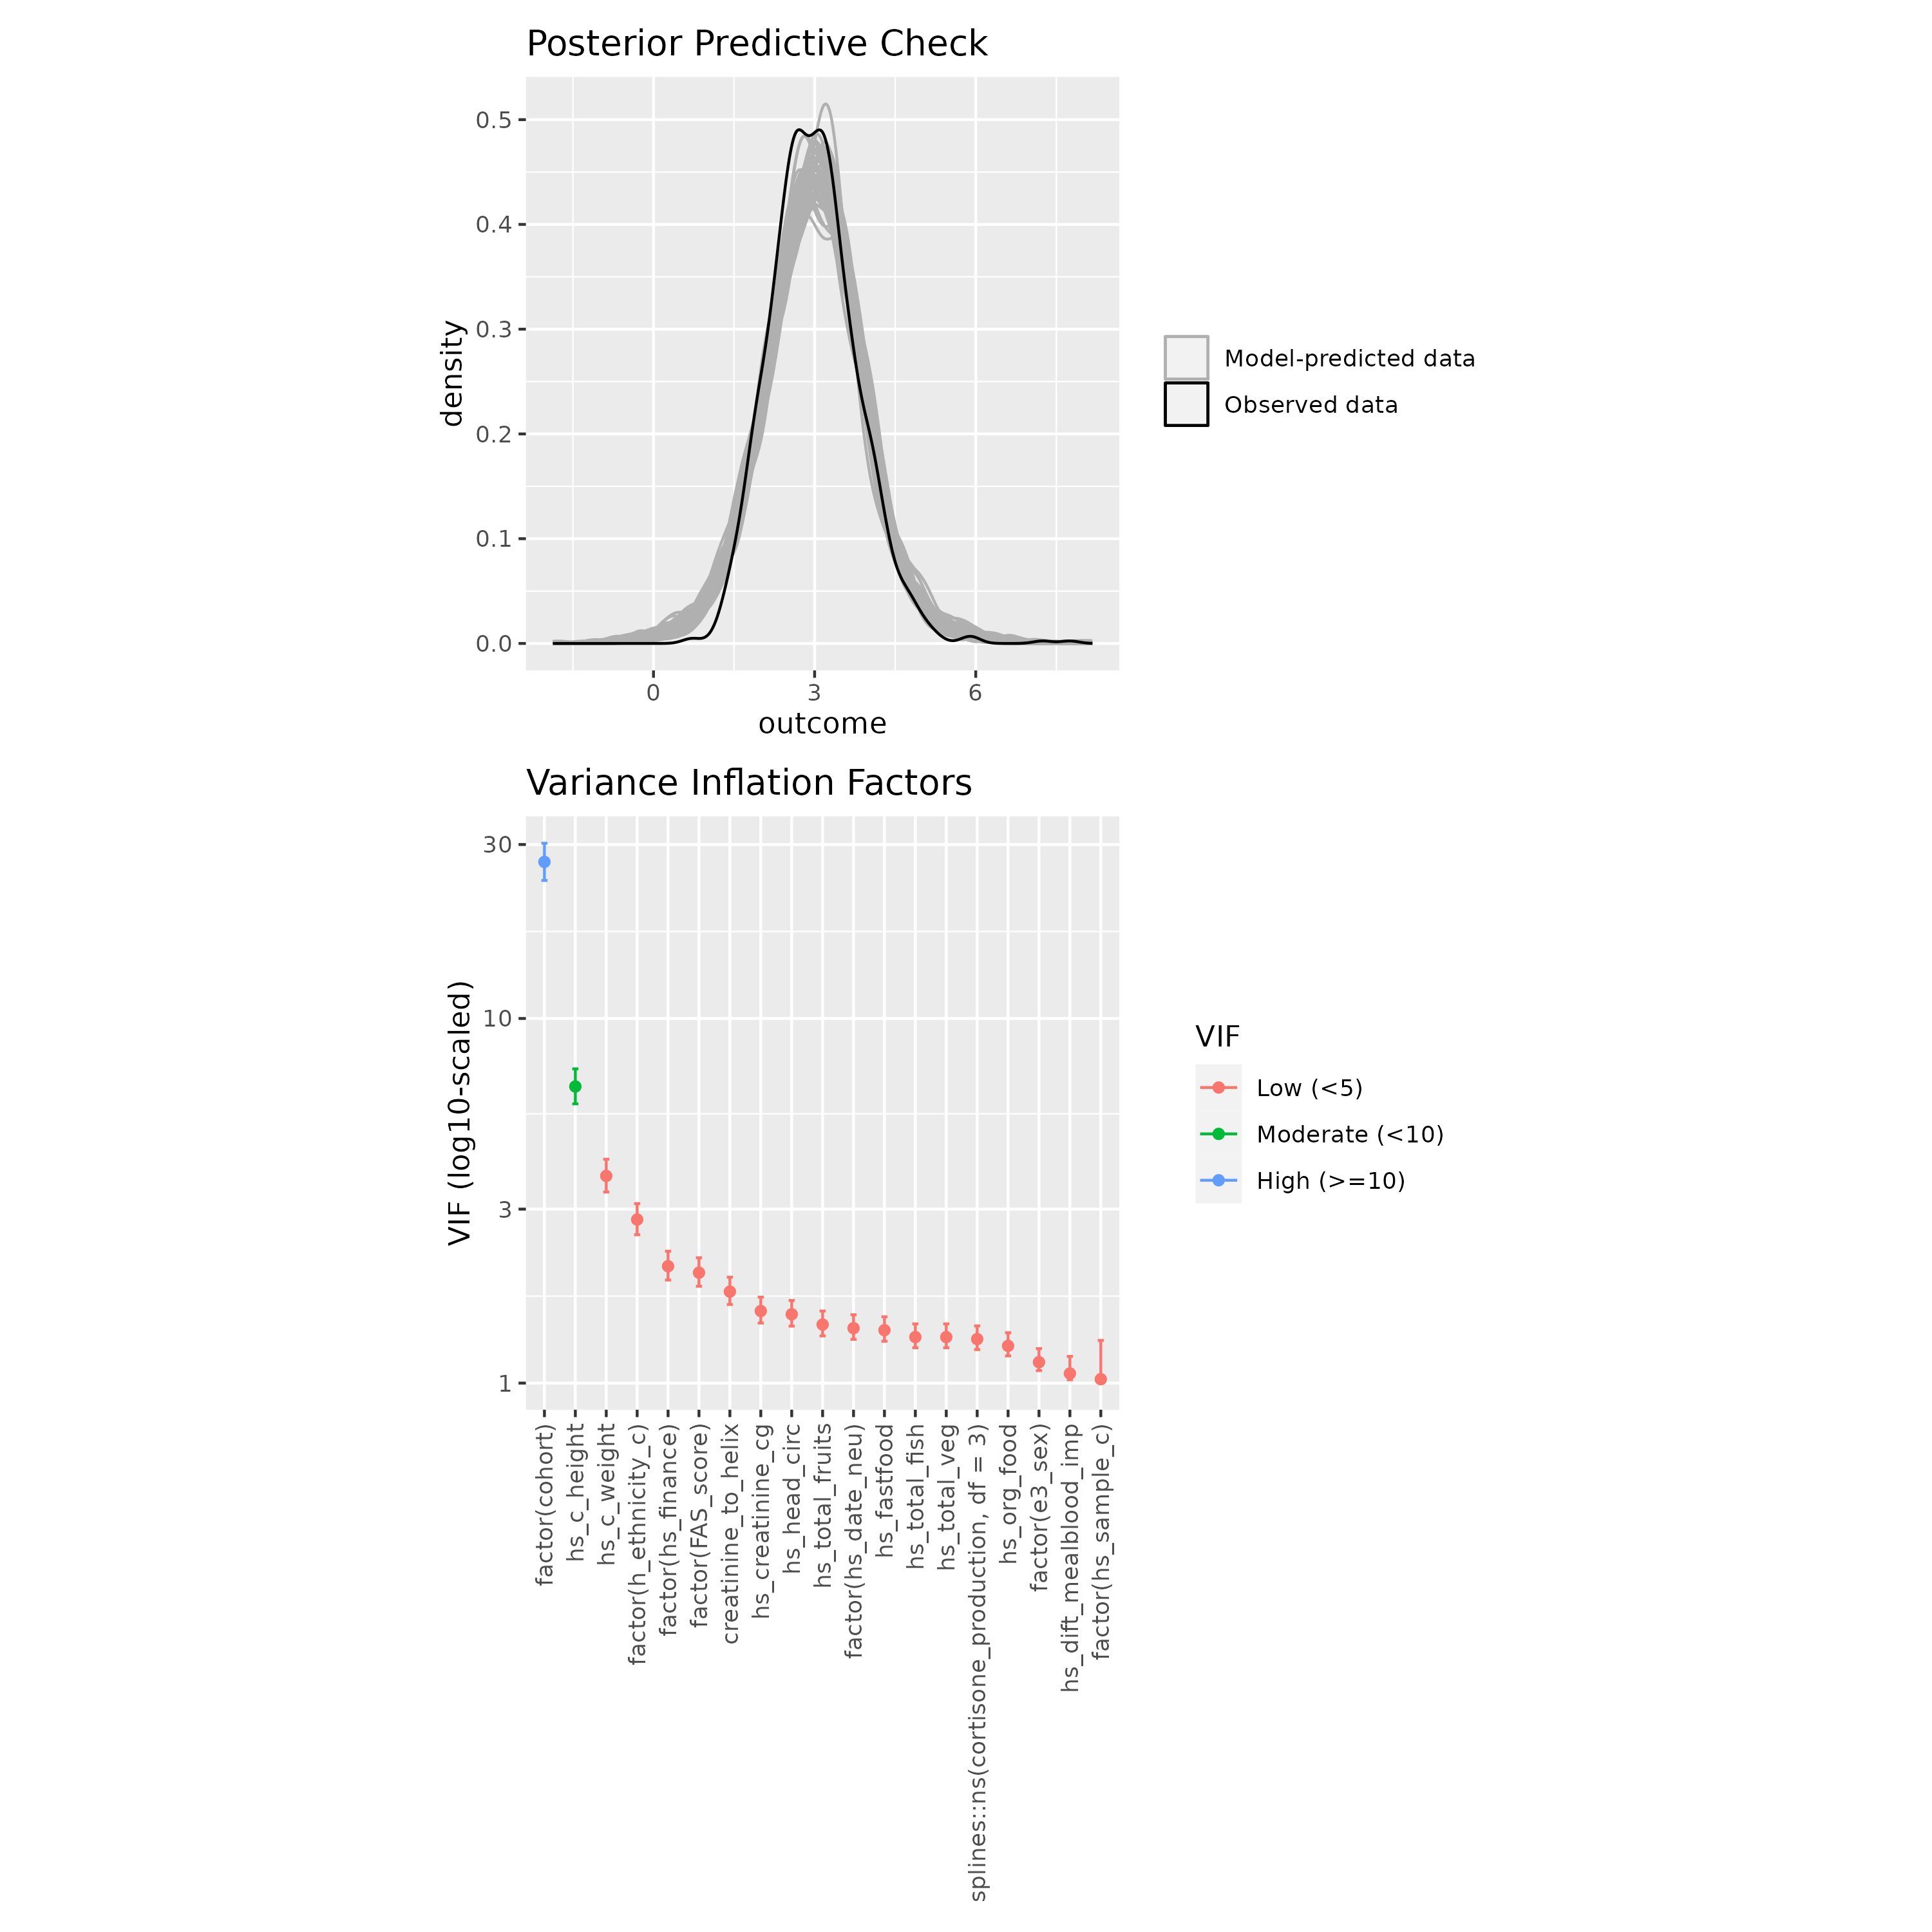 Posterior Predictive Check
density
0.5
0.4
0.3
0.2
0.1
0.0
0
3
6
outcome
Model-predicted data
Observed data
Variance Inflation Factors
VIF (log10-scaled)
30
10
3
1
factor(cohort)
hs_c_height
hs_c_weight
factor(h_ethnicity_c)
factor(hs_finance)
factor(FAS_score)
creatinine_to_helix
hs_creatinine_cg
hs_head_circ
hs_total_fruits
factor(hs_date_neu)
hs_fastfood
hs_total_fish
hs_total_veg
splines::ns(cortisone_production, df = 3)
hs_org_food
factor(e3_sex)
hs_dift_mealblood_imp
factor(hs_sample_c)
VIF
Low (<5)
Moderate (<10)
High (>=10)